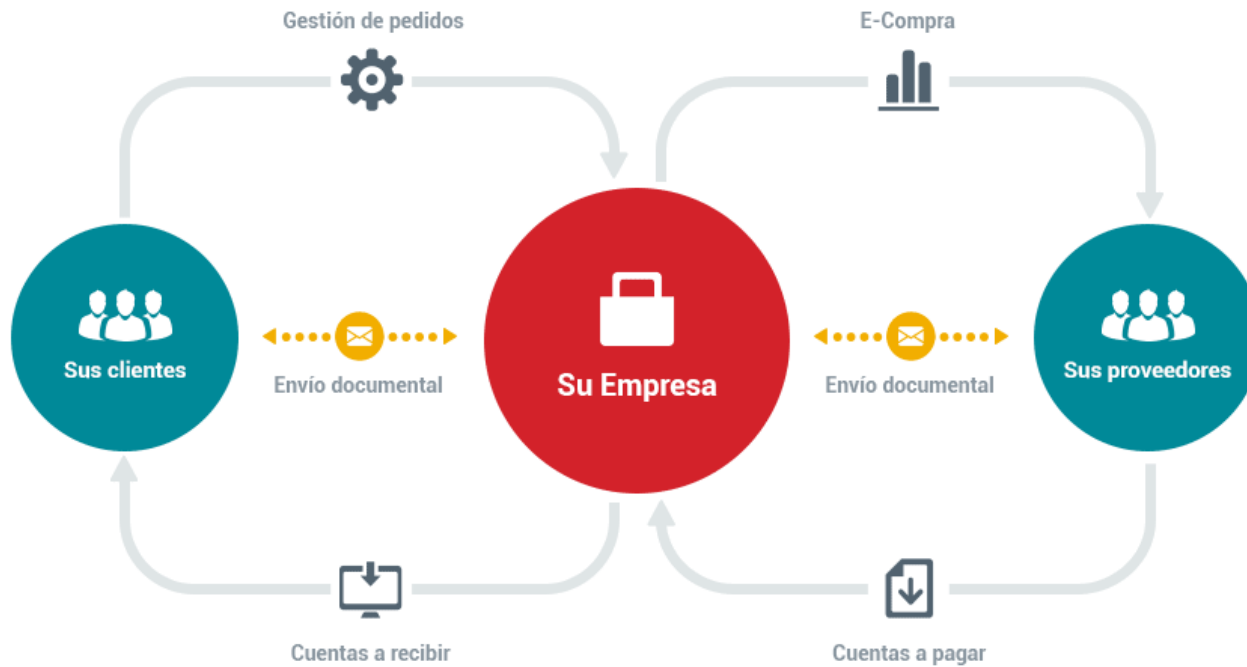 Gestión de pedidos
E-Compra
Sus clientes
Envío documental
Su Empresa
Envío documental
Sus proveedores
Cuentas a recibir
Cuentas a pagar